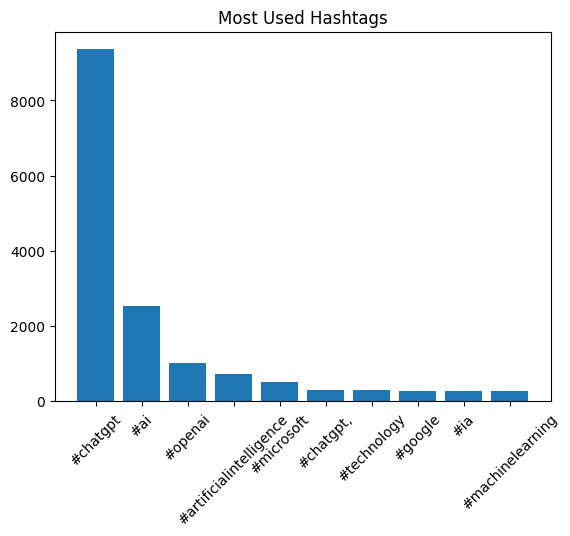 Most Used Hashtags
8000
6000
4000
2000
0
#chatgpt
#ai
#openai
#artificialintelligence
#microsoft
#chatgpt,
#technology
#google
#ia
#machinelearning